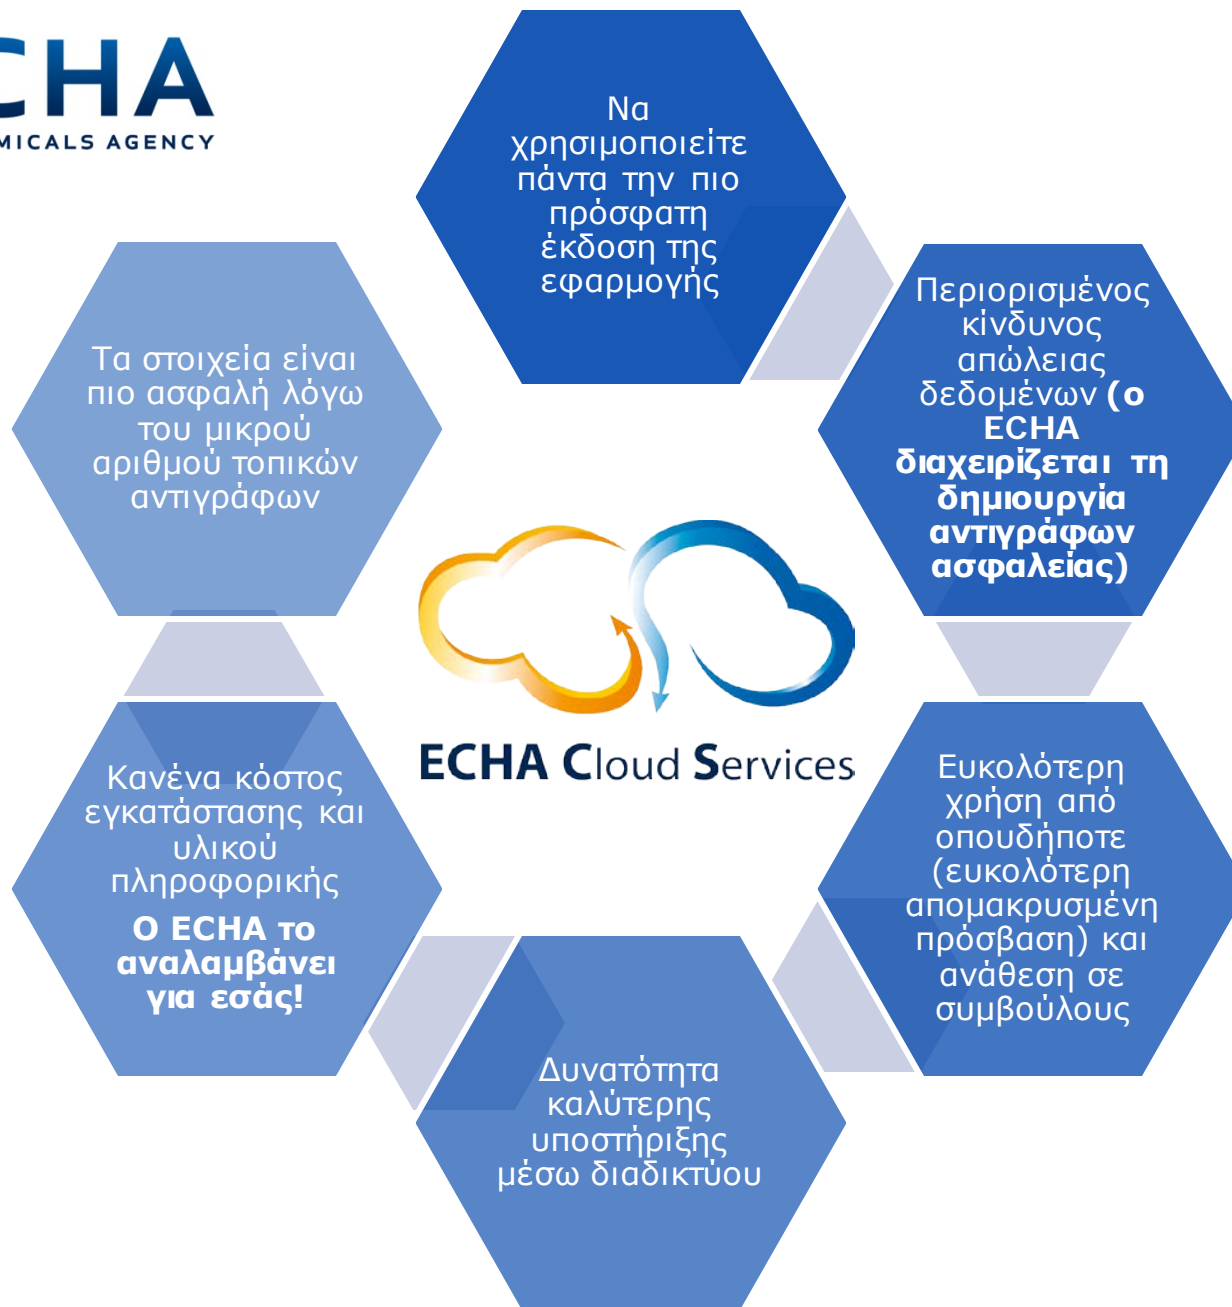 CHA
MICALS AGENCY
Να
χρησιμοποιείτε
πάντα την πιο
πρόσφατη
έκδοση της
εφαρμογής
Περιορισμένος
κίνδυνος
απώλειας
δεδομένων (ο
ECHA
διαχειρίζεται τη
δημιουργία
αντιγράφων
ασφαλείας)
Ευκολότερη
χρήση από
οπουδήποτε
(ευκολότερη
απομακρυσμένη
πρόσβαση) και
ανάθεση σε
συμβούλους
Δυνατότητα
καλύτερης
υποστήριξης
μέσω διαδικτύου
Κανένα κόστος
εγκατάστασης και
υλικού
πληροφορικής
Ο ECHA το
αναλαμβάνει
για εσάς!
Τα στοιχεία είναι
πιο ασφαλή λόγω
του μικρού
αριθμού τοπικών
αντιγράφων
ECHA Cloud Services